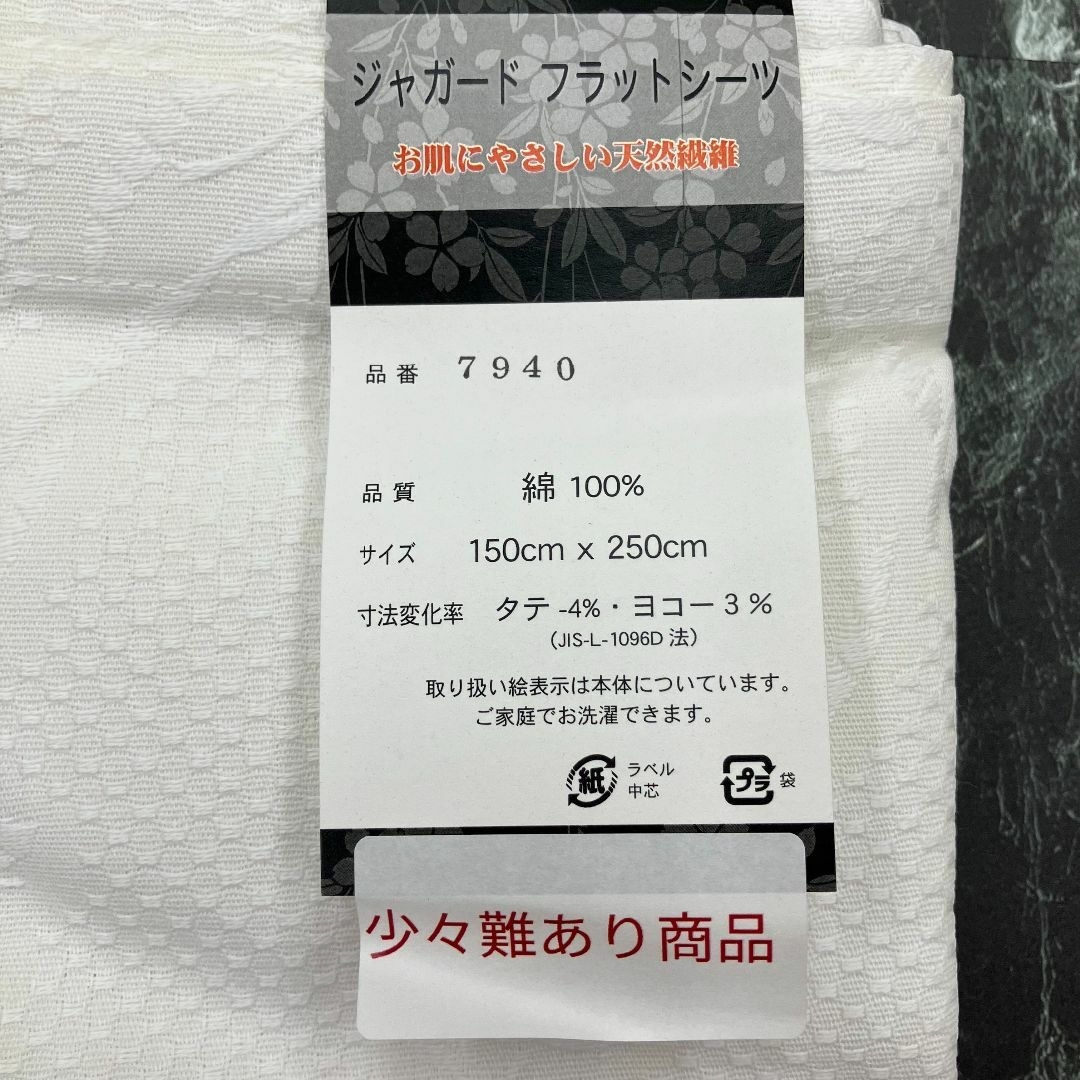 ジャガード フラットシーツ
お肌にやさしい天然繊維
品番 7940
品質 綿 100%
サイズ 150cm x 250cm
寸法変化率 タテ -4%・ヨコー 3 %
（JIS-L-1096D 法）
取り扱い絵表示は本体についています。
ご家庭でお洗濯できます。
紙 ラベル
中芯
プラ 袋
少々難あり商品